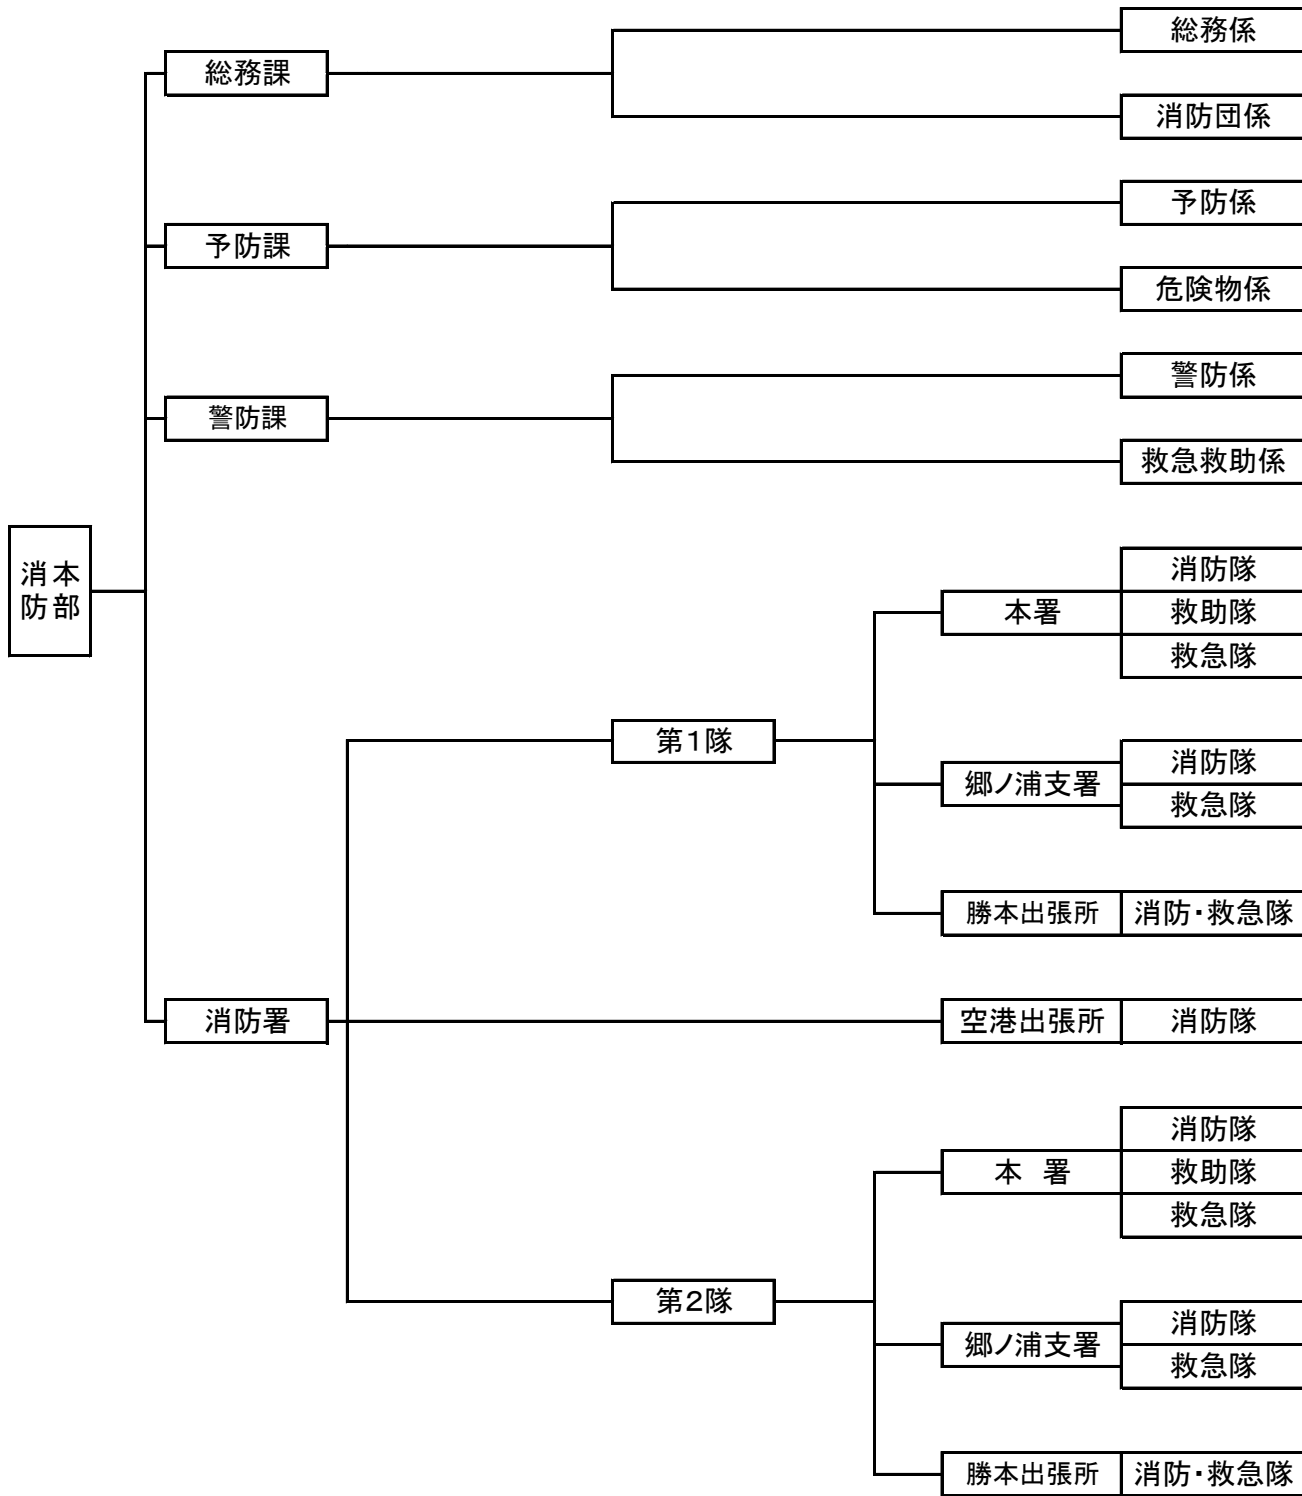 総務係
総務課
消防団係
予防係
予防課
危険物係
警防係
警防課
救急救助係
消本
防部
消防隊
本署
救助隊
救急隊
第1隊
消防隊
郷ノ浦支署
救急隊
勝本出張所
消防・救急隊
消防署
空港出張所
消防隊
消防隊
本 署
救助隊
救急隊
第2隊
消防隊
郷ノ浦支署
救急隊
勝本出張所
消防・救急隊